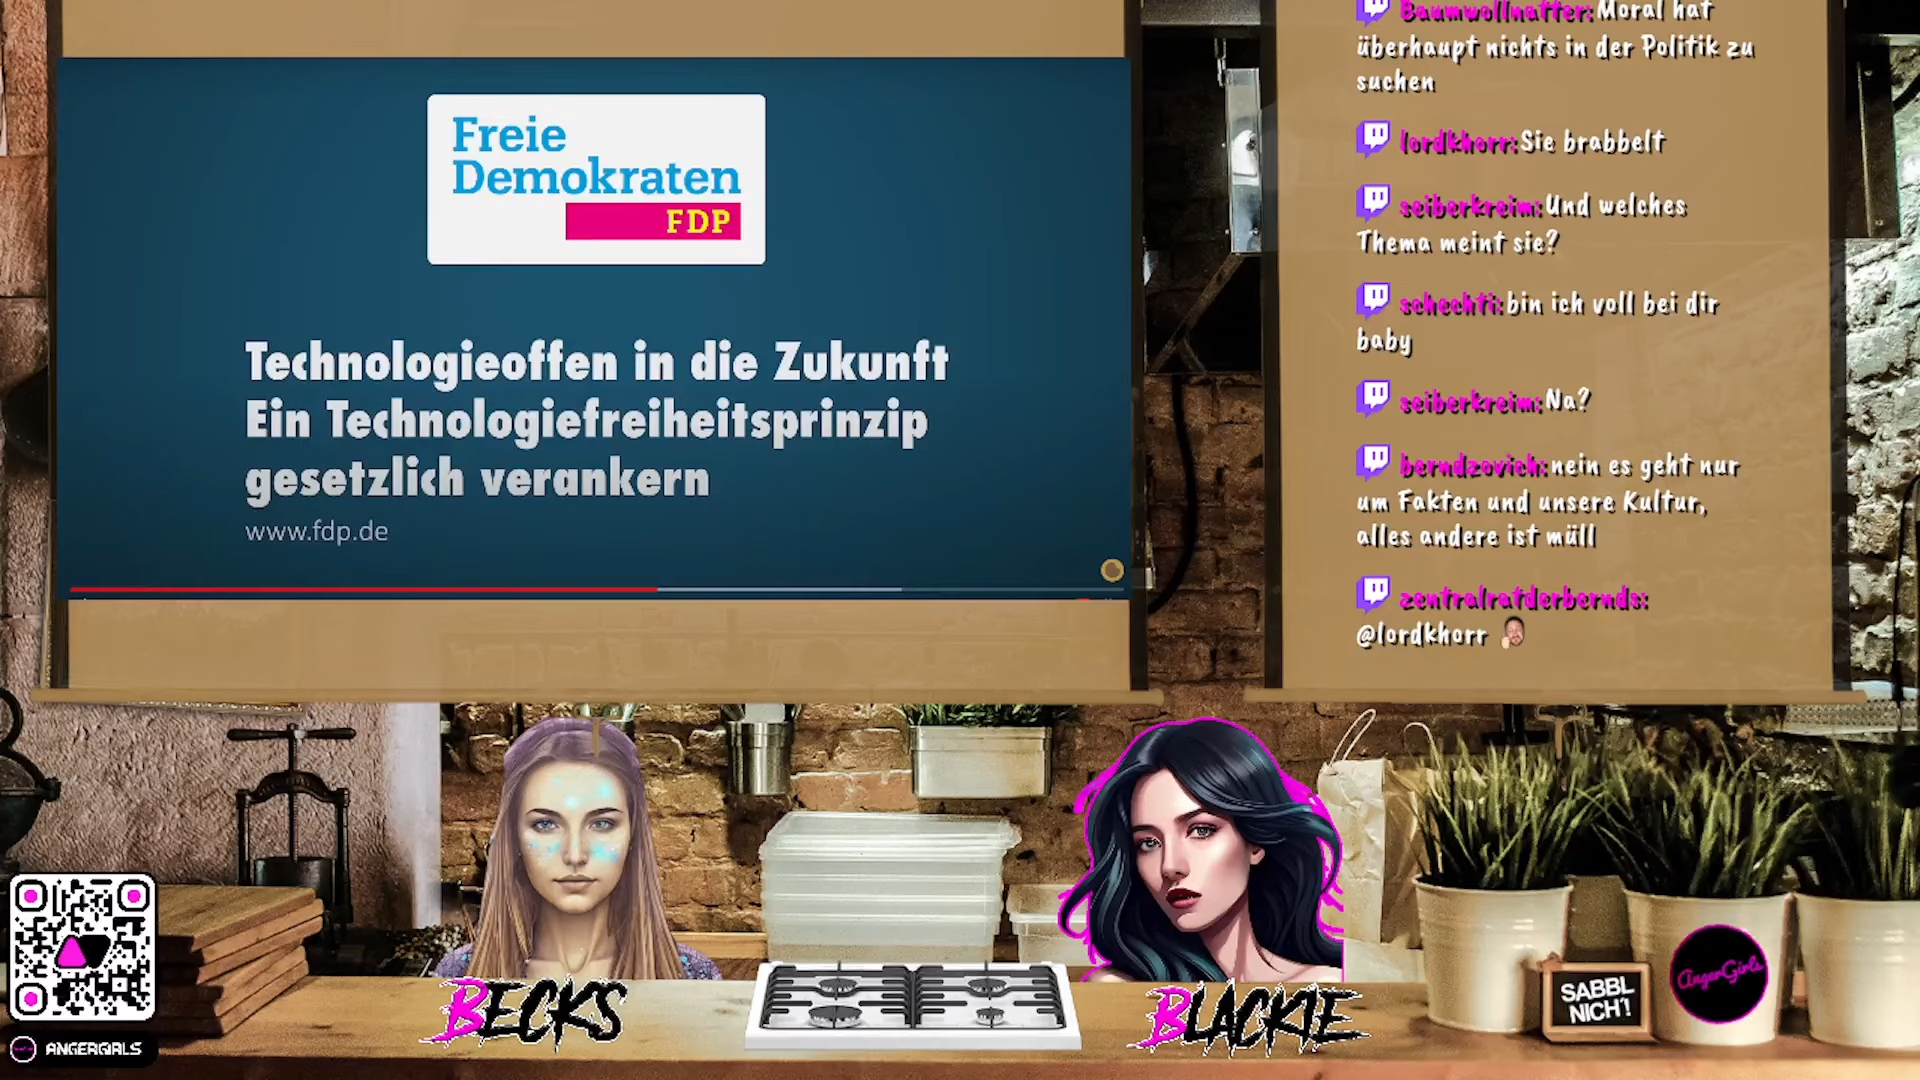 Freie
Demokraten
FDP
Technologieoffen in die Zukunft
Ein Technologiefreiheitsprinzip
gesetzlich verankern
www.fdp.de
Baumwollnatter: Moral hat
überhaupt nichts in der Politik zu
suchen
lordkhorr: Sie brabbelt
seiberkreim: Und welches
Thema meint sie?
schechti: bin ich voll bei dir
baby
seiberkreim: Na?
berndzovich: nein es geht nur
um Fakten und unsere Kultur,
alles andere ist müll
zentralratderbernds:
@lordkhorr
BECKS
BLACKIE
SABBL
NICH'!
AngerGirls
ANGERGIRLS